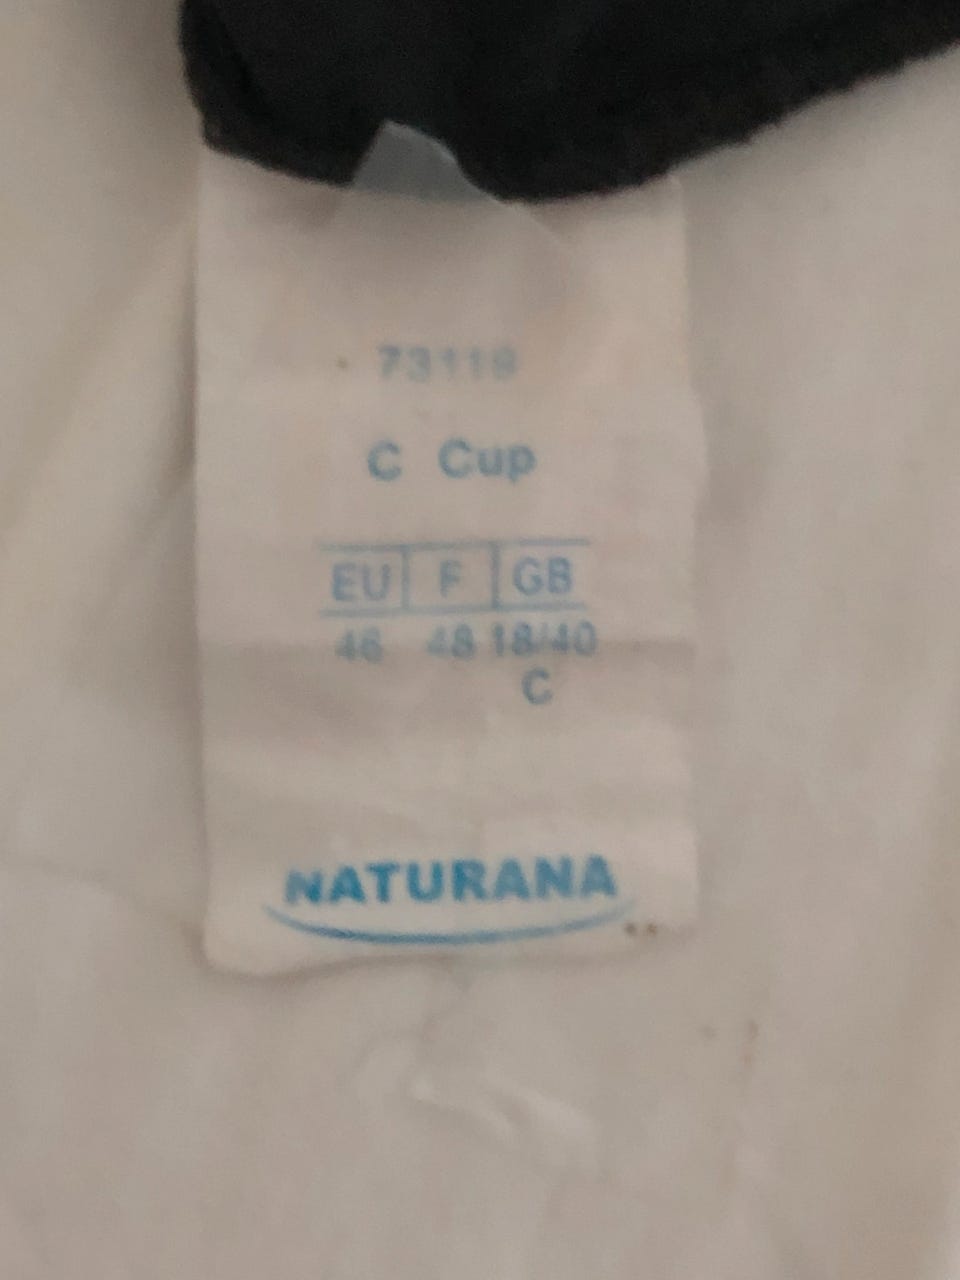 73119
C Cup
EU F GB
46 48 18/40
C
NATURANA